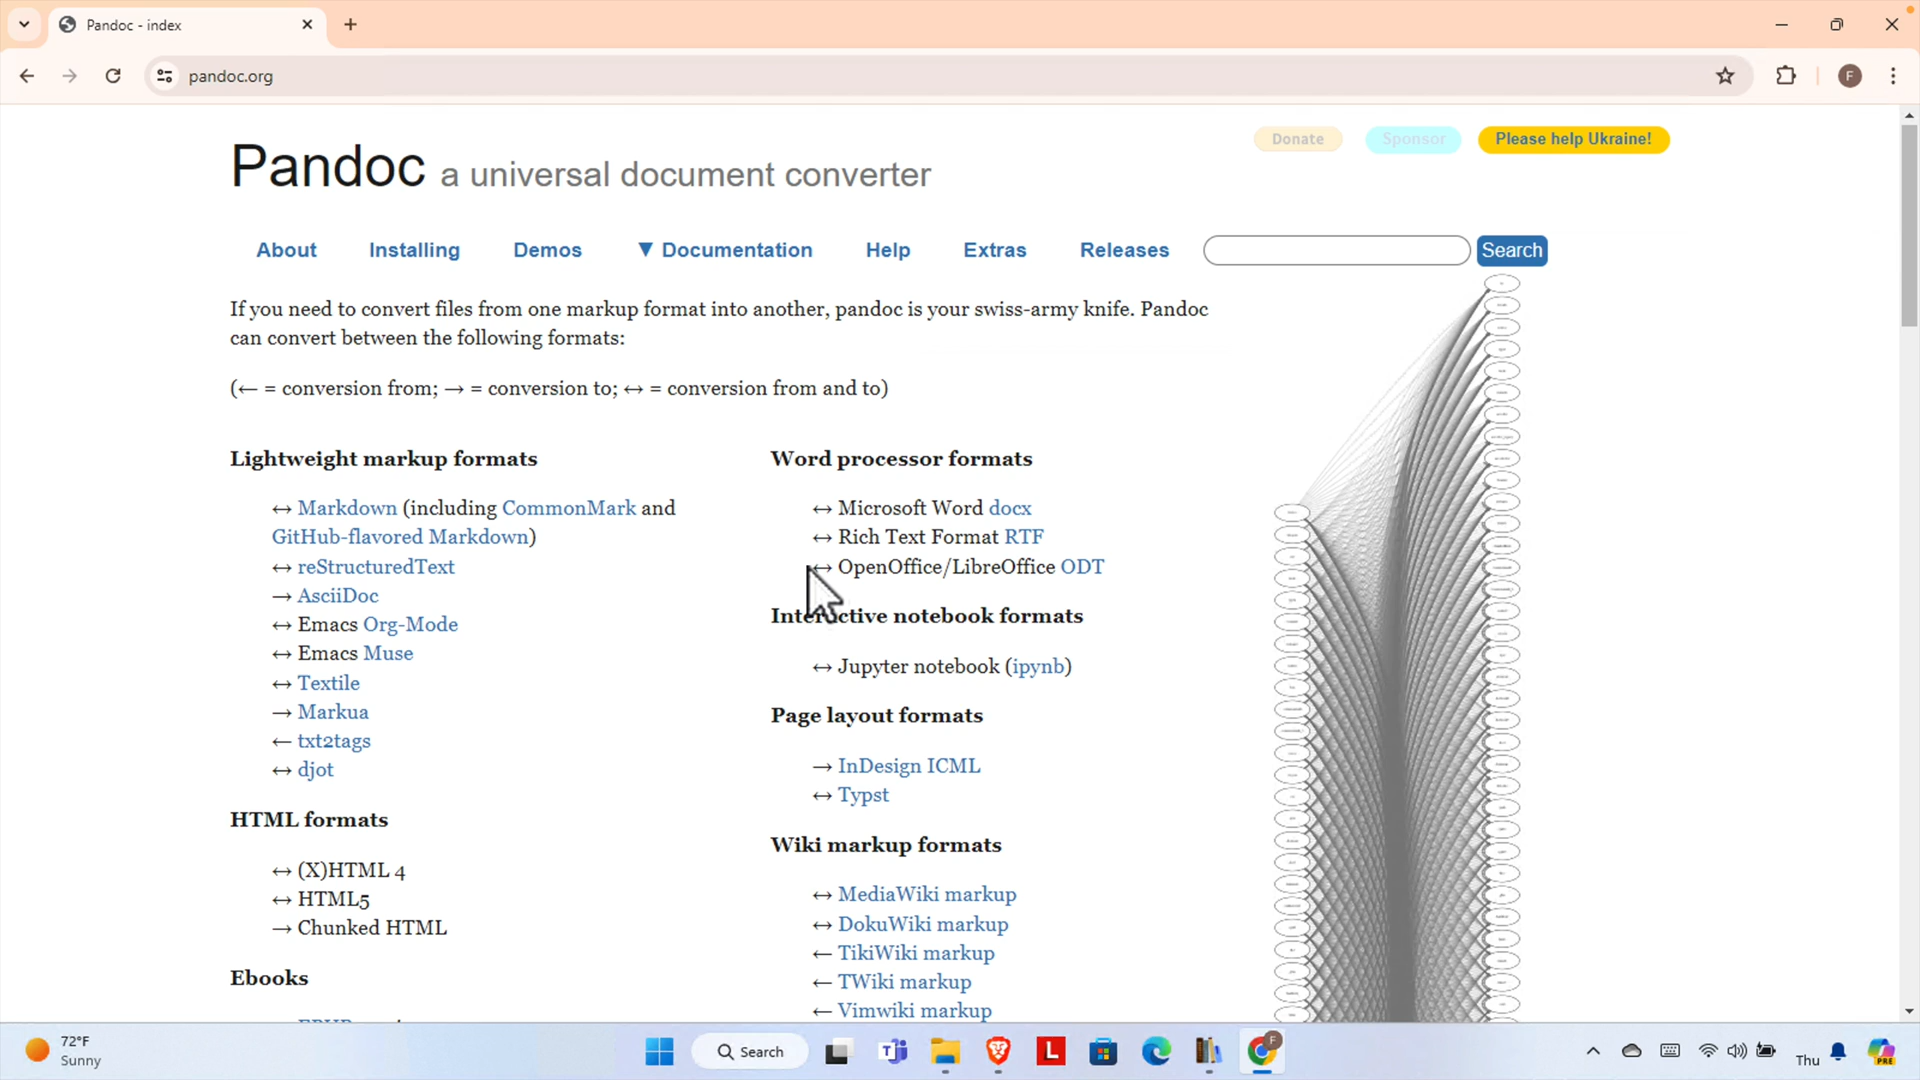 Pandoc - index
pandoc.org
F
Donate
Sponsor
Please help Ukraine!
Pandoc a universal document converter
About
Installing
Demos
▼ Documentation
Help
Extras
Releases
Search
If you need to convert files from one markup format into another, pandoc is your swiss-army knife. Pandoc
can convert between the following formats:
(← = conversion from; → = conversion to; ↔ = conversion from and to)
Lightweight markup formats
↔ Markdown (including CommonMark and
GitHub-flavored Markdown)
↔ reStructuredText
→ AsciiDoc
↔ Emacs Org-Mode
↔ Emacs Muse
↔ Textile
→ Markua
← txt2tags
↔ djot
HTML formats
↔ (X)HTML 4
↔ HTML5
→ Chunked HTML
Ebooks
Word processor formats
↔ Microsoft Word docx
↔ Rich Text Format RTF
↔ OpenOffice/LibreOffice ODT
Interactive notebook formats
↔ Jupyter notebook (ipynb)
Page layout formats
→ InDesign ICML
↔ Typst
Wiki markup formats
↔ MediaWiki markup
↔ DokuWiki markup
← TikiWiki markup
← TWiki markup
← Vimwiki markup
72°F
Sunny
Search
L
F
Thu
PRE